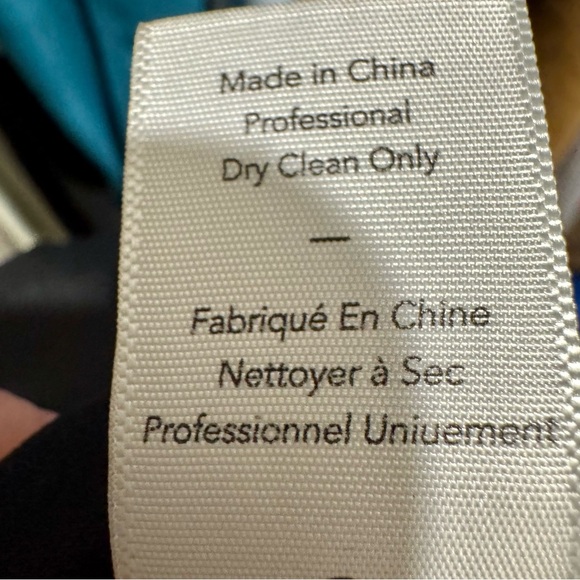 Made in China
Professional
Dry Clean Only
—
Fabriqué En Chine
Nettoyer à Sec
Professionnel Uniuement